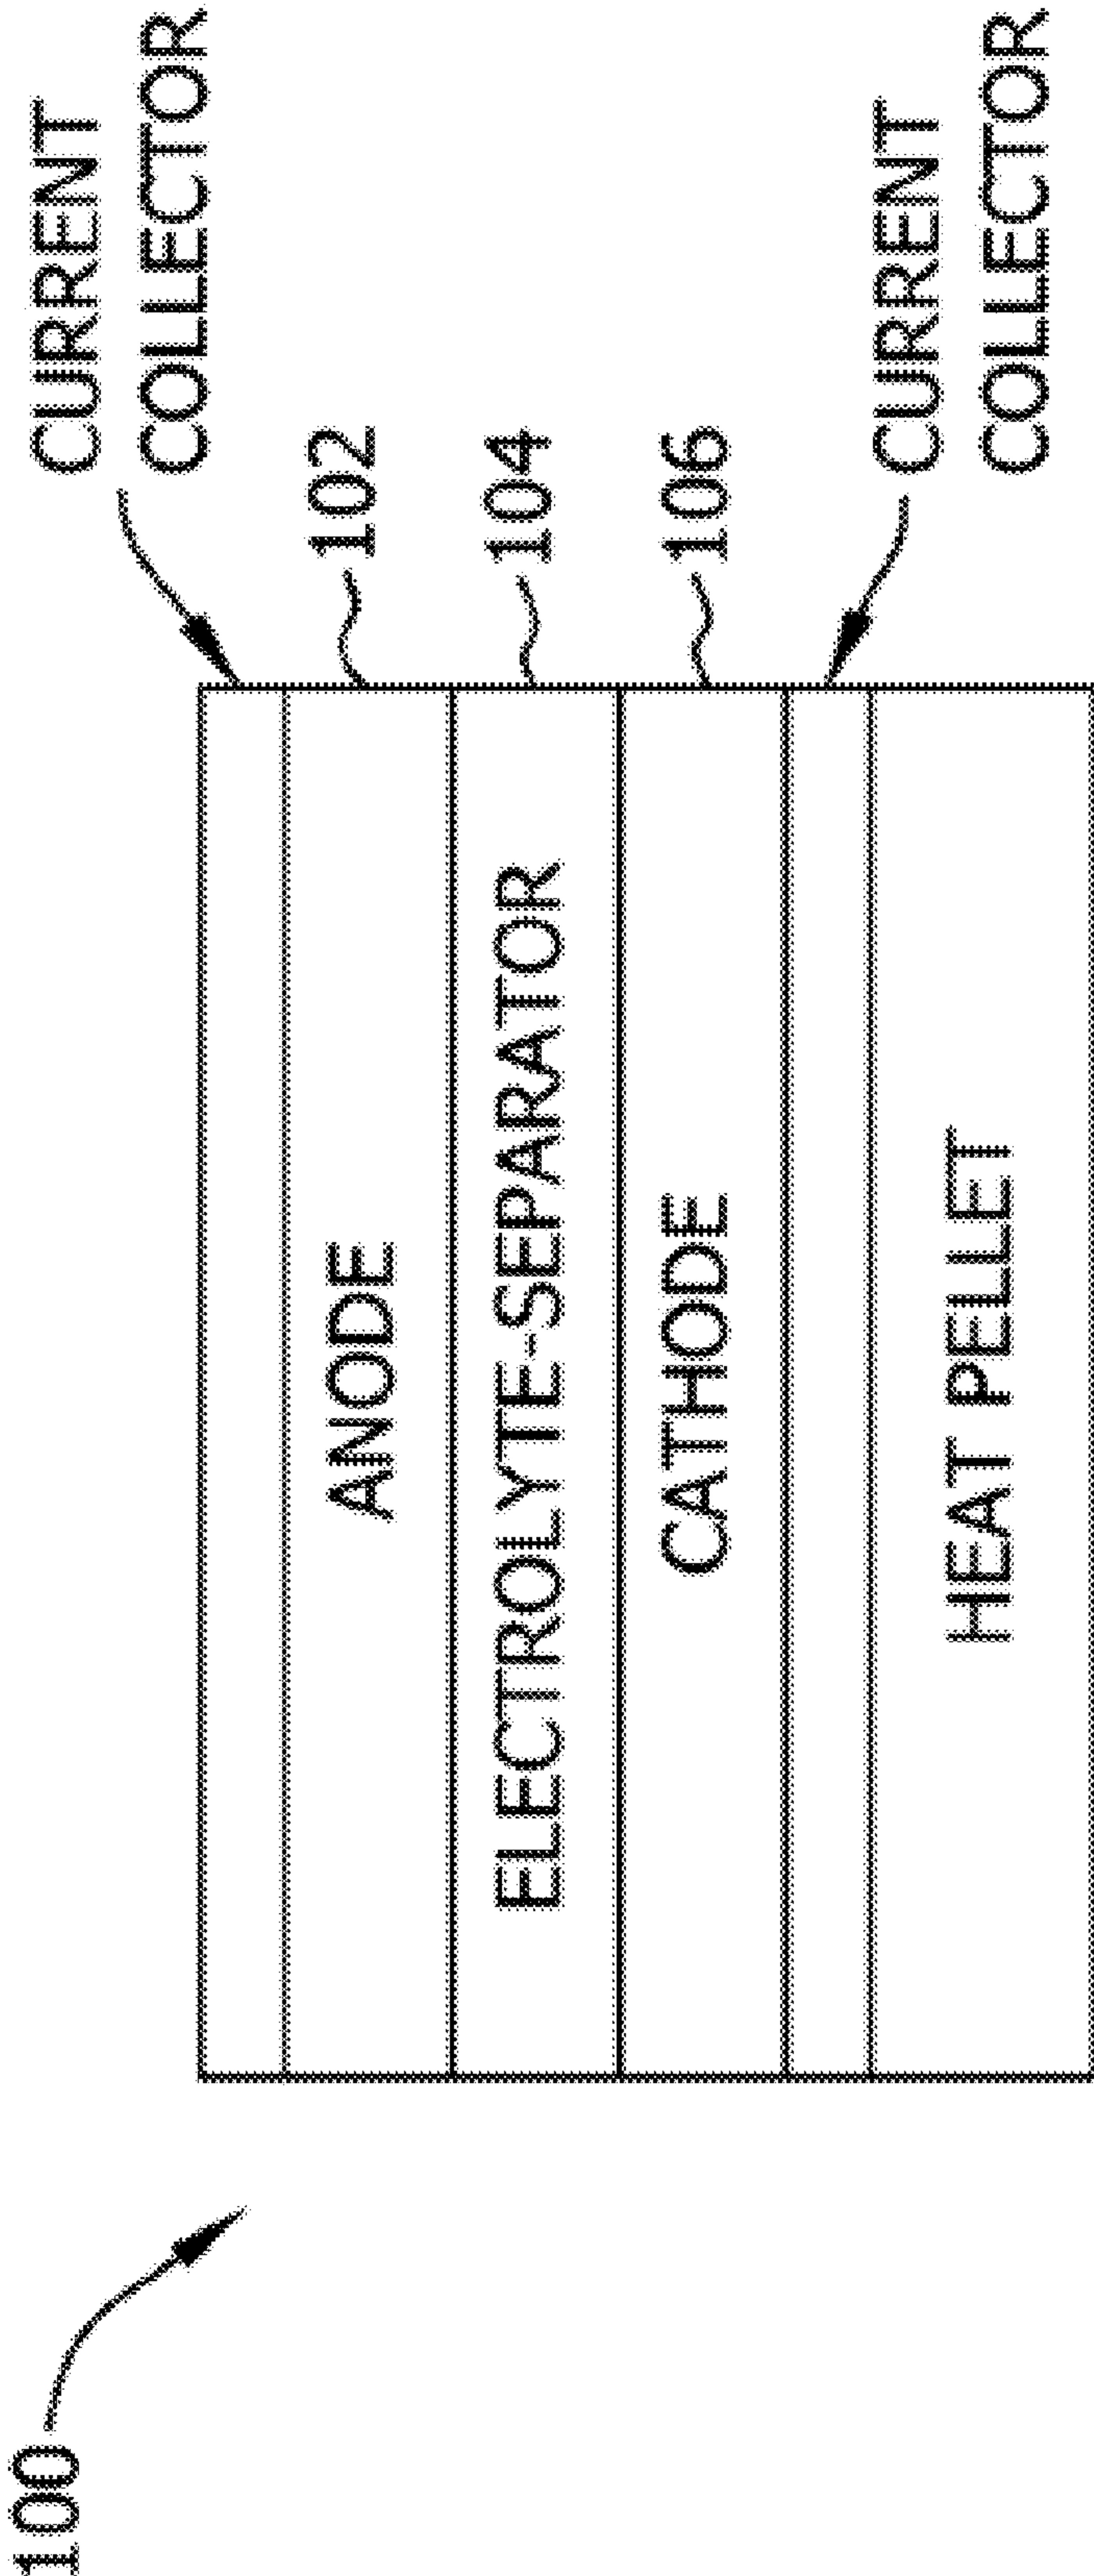 100
CURRENT
COLLECTOR
ANODE
102
ELECTROLYTE-SEPARATOR
104
CATHODE
106
CURRENT
COLLECTOR
HEAT PELLET